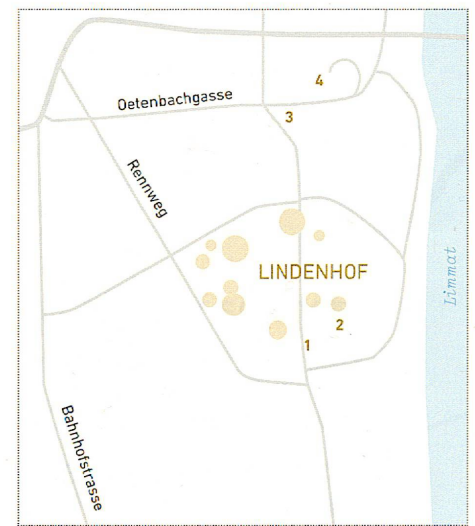 4
Oetenbachgasse
3
Rennweg
LINDENHOF
Limmat
2
1
Bahnhofstrasse